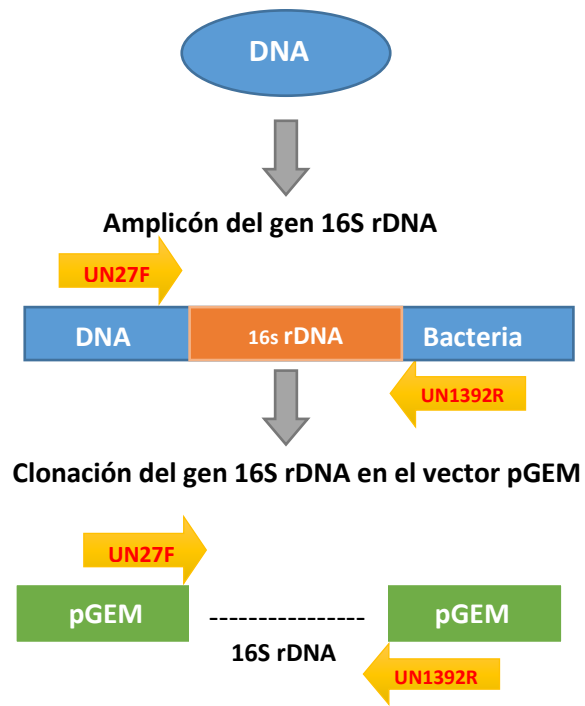 DNA
Amplicón del gen 16S rDNA
UN27F
DNA 16s rDNA Bacteria
UN1392R
Clonación del gen 16S rDNA en el vector pGEM
UN27F
pGEM ---------------- pGEM
16S rDNA
UN1392R